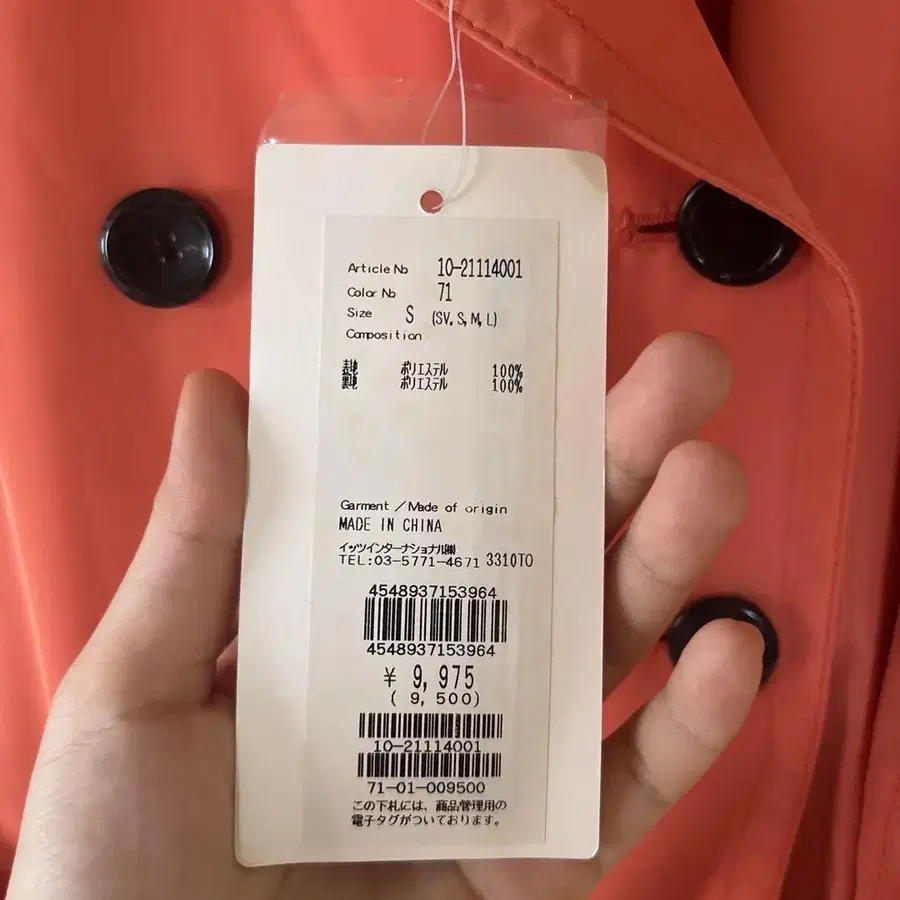 Article No 10-21114001
Color No 71
Size S (SV. S, M, L)
Composition
表地 ポリエステル 100%
裏地 ポリエステル 100%
Garment / Made of origin
MADE IN CHINA
イッツインターナショナル㈱
TEL:03-5771-4671 3310TO
4548937153964
4548937153964
¥ 9,975
( 9,500)
10-21114001
71-01-009500
この下札には、商品管理用の
電子タグがついております。